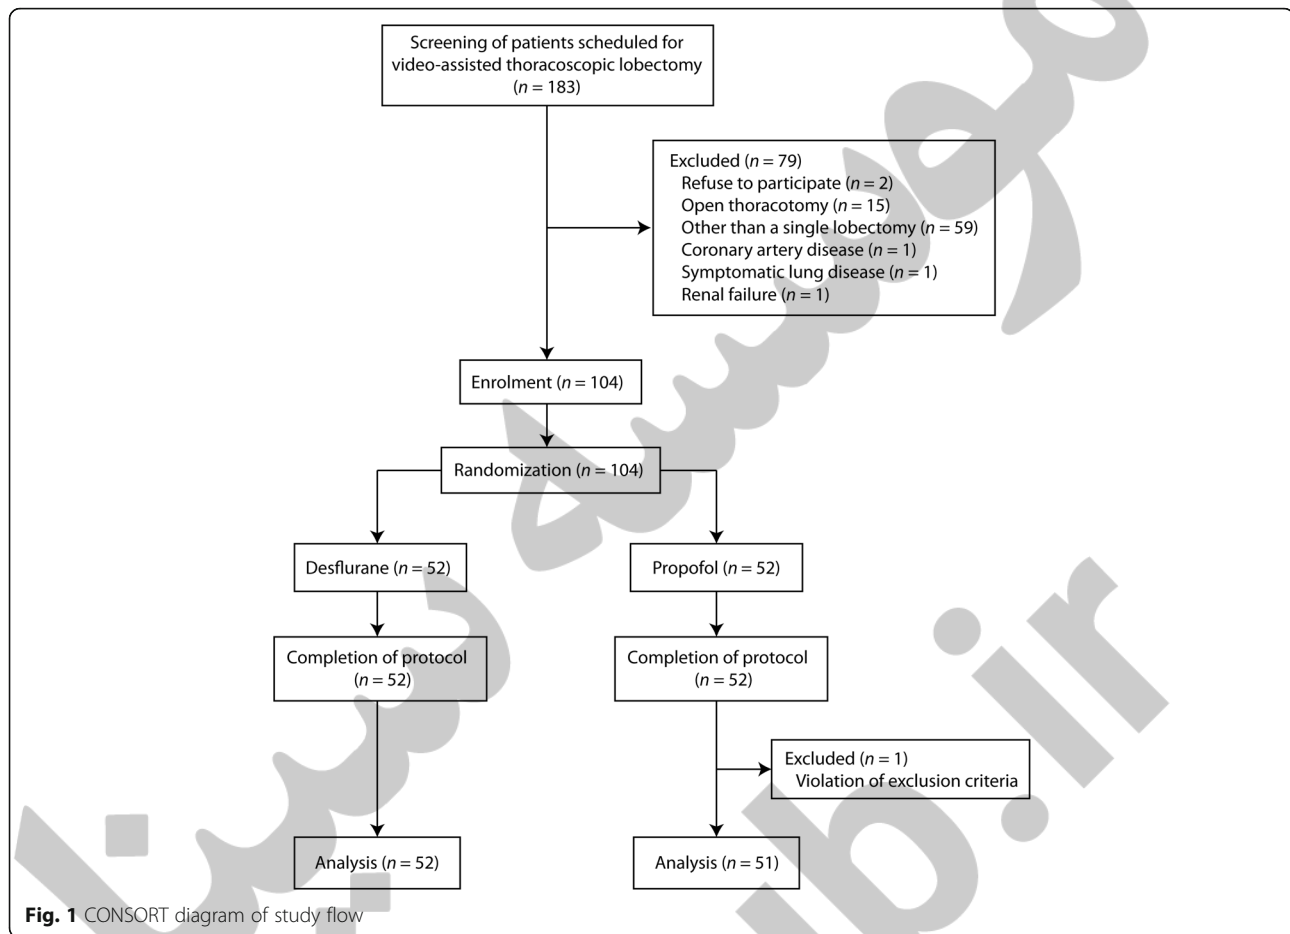 Screening of patients scheduled for
video-assisted thoracoscopic lobectomy
(n = 183)
Excluded (n = 79)
Refuse to participate (n = 2)
Open thoracotomy (n = 15)
Other than a single lobectomy (n = 59)
Coronary artery disease (n = 1)
Symptomatic lung disease (n = 1)
Renal failure (n = 1)
Enrolment (n = 104)
Randomization (n = 104)
Desflurane (n = 52)
Propofol (n = 52)
Completion of protocol
(n = 52)
Completion of protocol
(n = 52)
Excluded (n = 1)
Violation of exclusion criteria
Analysis (n = 52)
Analysis (n = 51)
Fig. 1 CONSORT diagram of study flow